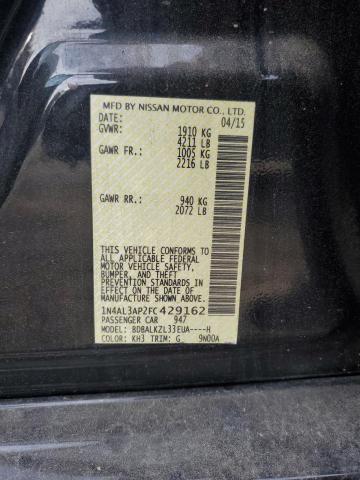 MFD BY NISSAN MOTOR CO., LTD.
DATE: 04/15
GVWR: 1910 KG
4211 LB
GAWR FR.: 1005 KG
2216 LB
GAWR RR.: 940 KG
2072 LB
THIS VEHICLE CONFORMS TO
ALL APPLICABLE FEDERAL
MOTOR VEHICLE SAFETY,
BUMPER, AND THEFT
PREVENTION STANDARDS IN
EFFECT ON THE DATE OF
MANUFACTURE SHOWN ABOVE.
1N4AL3AP2FC429162
PASSENGER CAR 947
MODEL: BDBALKZL33EUA----H
COLOR: KH3 TRIM: G 9N00A